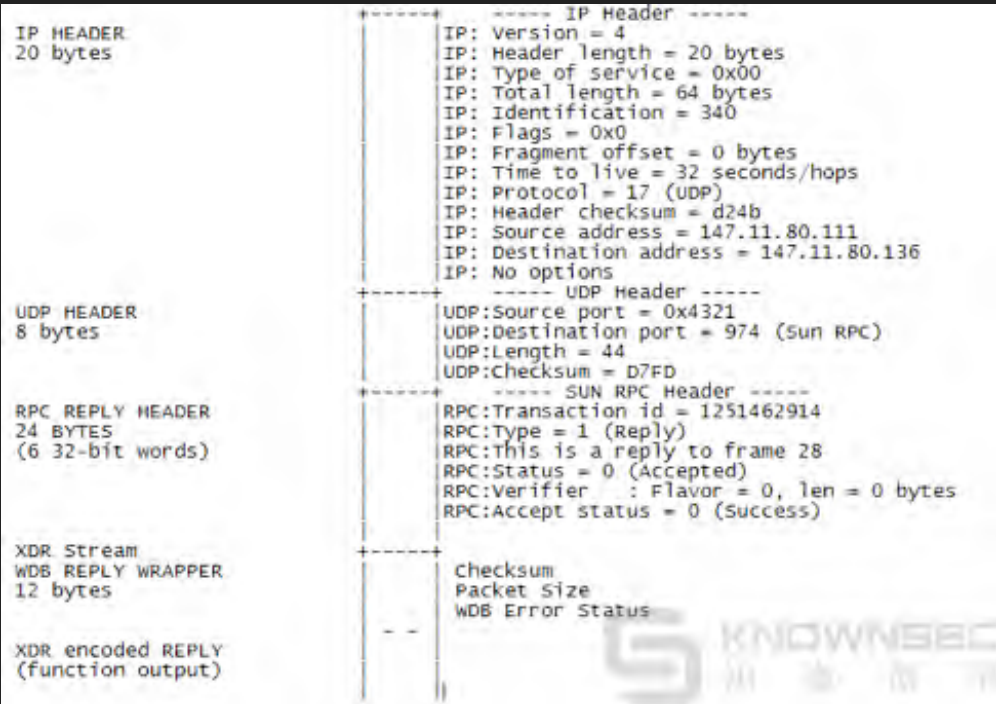 ----- IP Header -----
IP HEADER |IP: Version = 4
20 bytes |IP: Header length = 20 bytes
|IP: Type of service = 0x00
|IP: Total length = 64 bytes
|IP: Identification = 340
|IP: Flags = 0x0
|IP: Fragment offset = 0 bytes
|IP: Time to live = 32 seconds/hops
|IP: Protocol = 17 (UDP)
|IP: Header checksum = d24b
|IP: Source address = 147.11.80.111
|IP: Destination address = 147.11.80.136
|IP: No options
+-----+ ----- UDP Header -----
UDP HEADER |UDP:Source port = 0x4321
8 bytes |UDP:Destination port = 974 (Sun RPC)
|UDP:Length = 44
|UDP:Checksum = D7FD
+-----+ ----- SUN RPC Header -----
RPC REPLY HEADER |RPC:Transaction id = 1251462914
24 BYTES |RPC:Type = 1 (Reply)
(6 32-bit words) |RPC:This is a reply to frame 28
|RPC:Status = 0 (Accepted)
|RPC:Verifier : Flavor = 0, len = 0 bytes
|RPC:Accept status = 0 (Success)
XDR Stream +-----+
WDB REPLY WRAPPER | | Checksum
12 bytes | | Packet Size
| | WDB Error Status
| - - |
XDR encoded REPLY
(function output)
KNOWNSEC